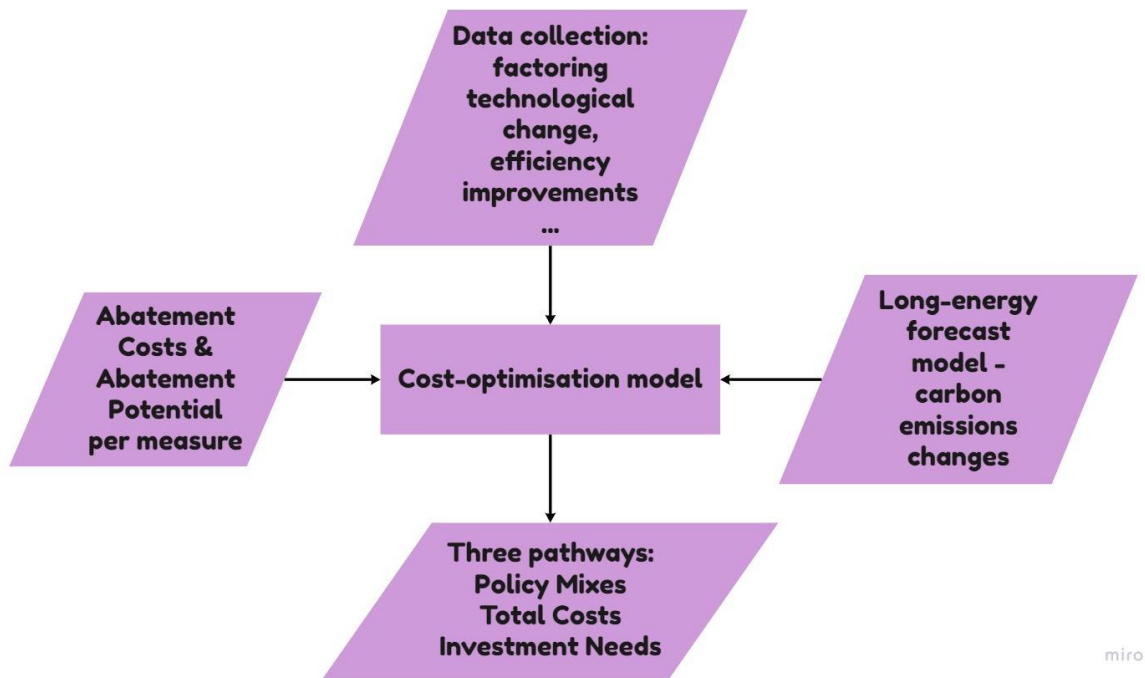 Data collection:
factoring
technological
change,
efficiency
improvements
...
Abatement
Costs &
Abatement
Potential
per measure
Cost-optimisation model
Long-energy
forecast
model -
carbon
emissions
changes
Three pathways:
Policy Mixes
Total Costs
Investment Needs
miro